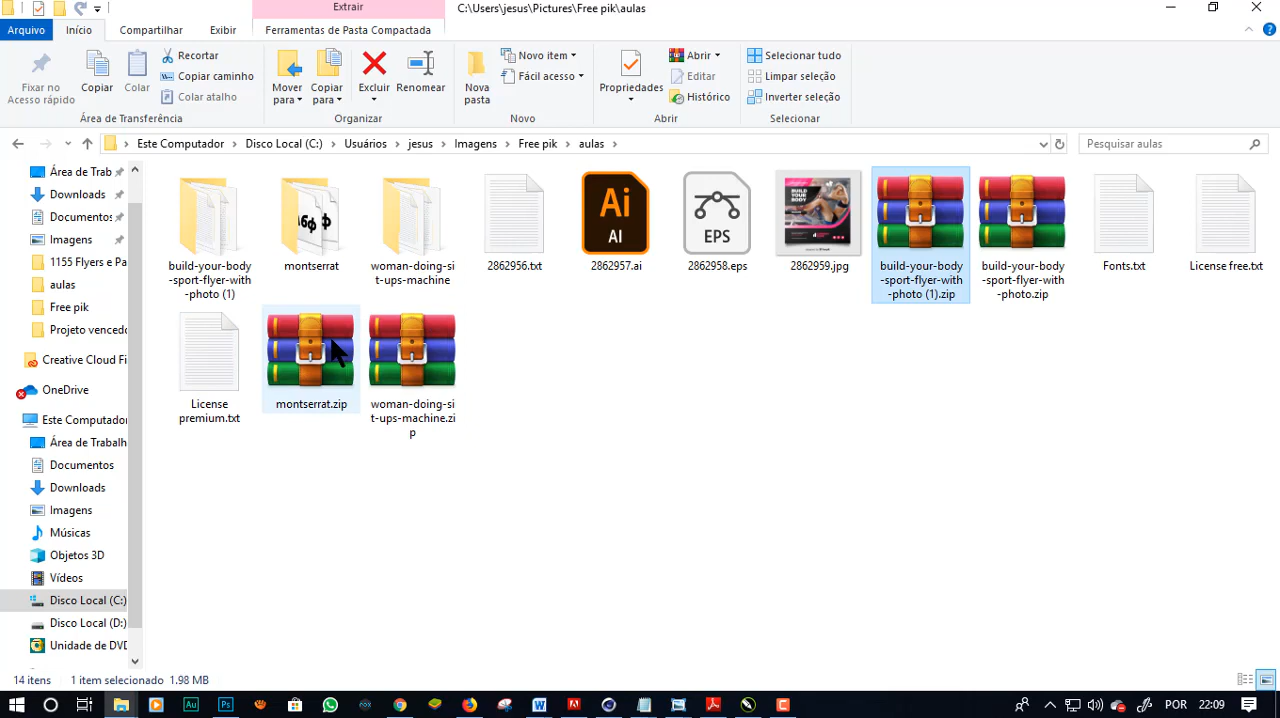 Extrair
C:\Users\jesus\Pictures\Free pik\aulas
Arquivo
Início
Compartilhar
Exibir
Ferramentas de Pasta Compactada
Fixar no
Acesso rápido
Copiar
Colar
Recortar
Copiar caminho
Colar atalho
Área de Transferência
Mover
para
Copiar
para
Excluir
Renomear
Organizar
Nova
pasta
Novo item
Fácil acesso
Novo
Propriedades
Abrir
Editar
Histórico
Abrir
Selecionar tudo
Limpar seleção
Inverter seleção
Selecionar
Este Computador
Disco Local (C:)
Usuários
jesus
Imagens
Free pik
aulas
Pesquisar aulas
Área de Trab
Downloads
Documentos
Imagens
1155 Flyers e Pa
aulas
Free pik
Projeto vencedo
Creative Cloud Fi
OneDrive
Este Computador
Área de Trabalh
Documentos
Downloads
Imagens
Músicas
Objetos 3D
Vídeos
Disco Local (C:)
Disco Local (D:)
Unidade de DVD
build-your-body
-sport-flyer-with
-photo (1)
montserrat
woman-doing-si
t-ups-machine
2862956.txt
Ai
AI
2862957.ai
EPS
2862958.eps
BUILD
YOUR
BODY
2862959.jpg
build-your-body
-sport-flyer-with
-photo (1).zip
build-your-body
-sport-flyer-with
-photo.zip
Fonts.txt
License free.txt
License
premium.txt
montserrat.zip
woman-doing-si
t-ups-machine.zi
p
14 itens
1 item selecionado 1.98 MB
Au
Ps
POR
22:09